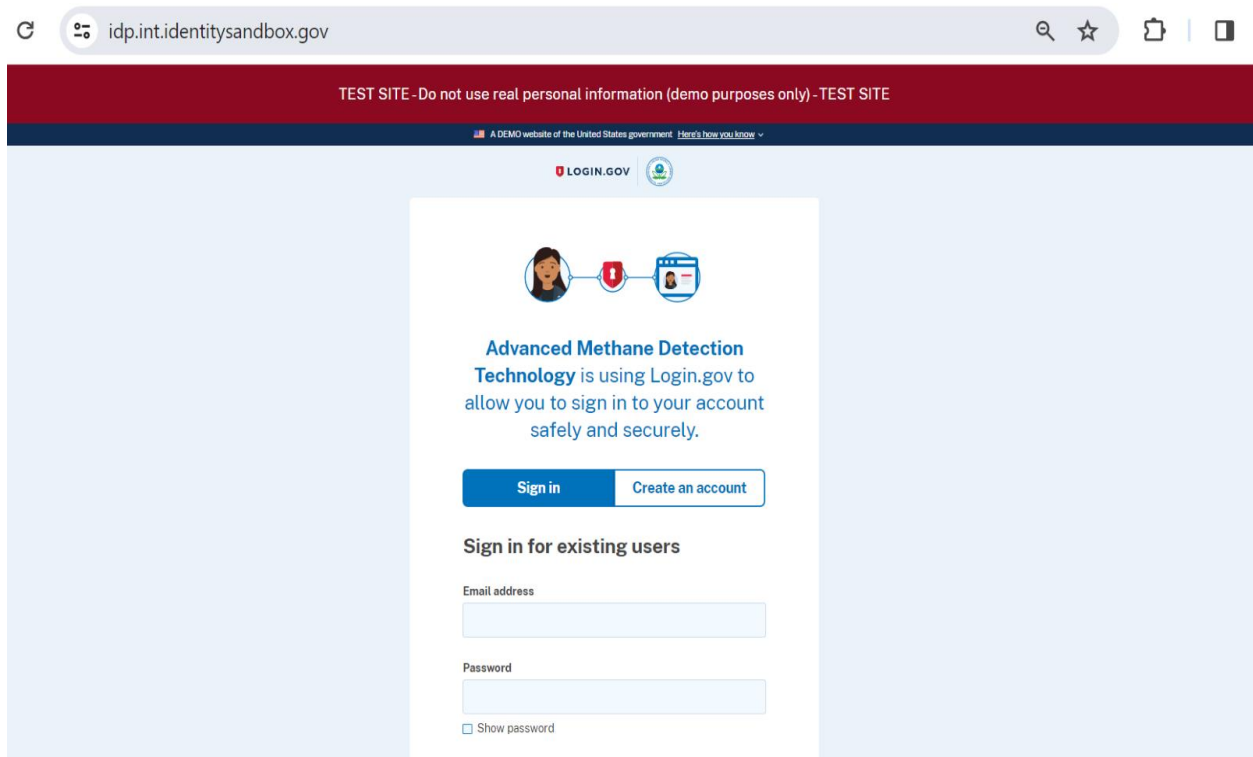 idp.int.identitysandbox.gov
TEST SITE - Do not use real personal information (demo purposes only) - TEST SITE
A DEMO website of the United States government Here's how you know
LOGIN.GOV
Advanced Methane Detection
Technology is using Login.gov to
allow you to sign in to your account
safely and securely.
Sign in Create an account
Sign in for existing users
Email address
Password
Show password